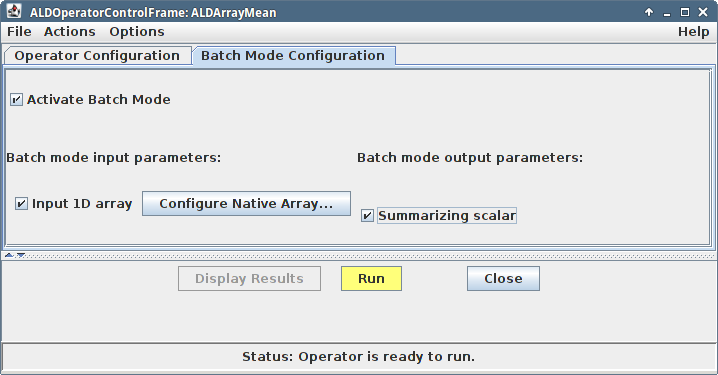 ALDOperatorControlFrame: ALDArrayMean
File Actions Options Help
Operator Configuration Batch Mode Configuration
Activate Batch Mode
Batch mode input parameters: Batch mode output parameters:
Input 1D array Configure Native Array... Summarizing scalar
Display Results Run Close
Status: Operator is ready to run.